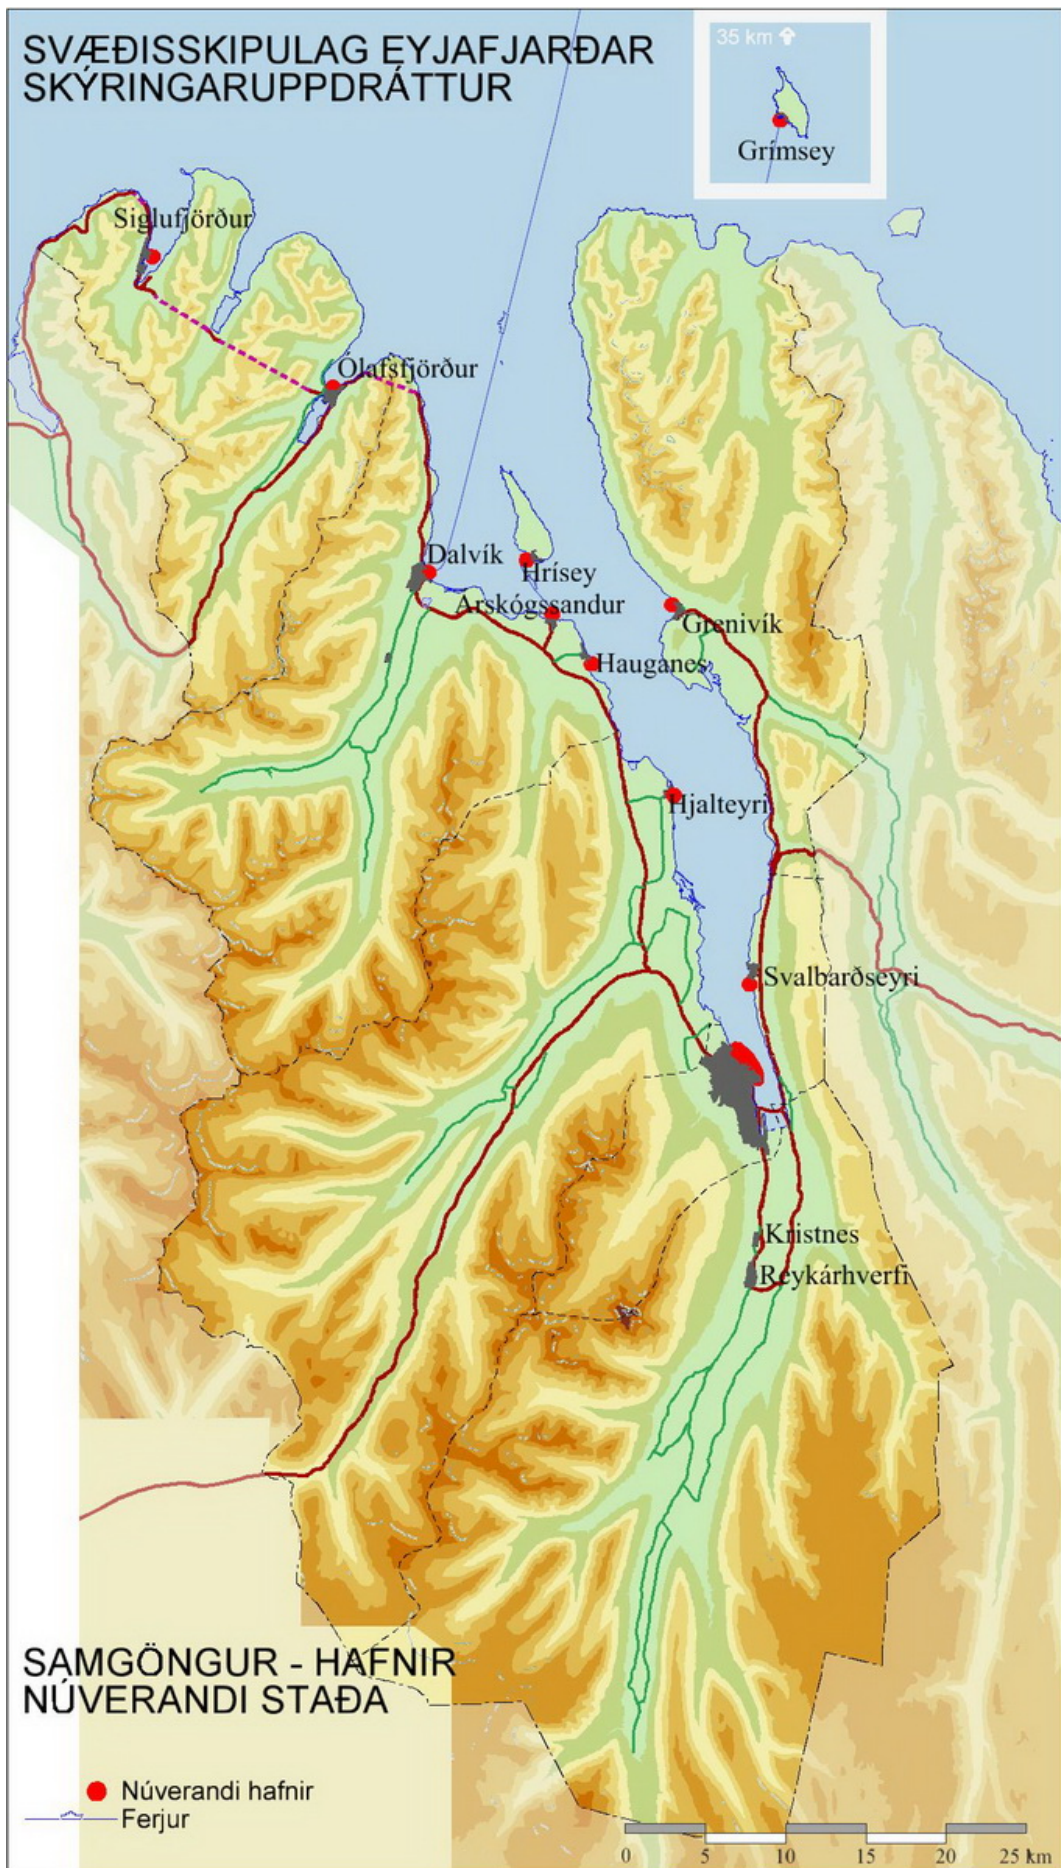 SVÆÐISSKIPULAG EYJAFJARÐAR
SKÝRINGARUPPDRÁTTUR
35 km
Grímsey
Siglufjörður
Ólafsfjörður
Dalvík
Hrísey
Arskógssandur
Grenivík
Hauganes
Hjalteyri
Svalbarðseyri
Kristnes
Reykárhverfi
SAMGÖNGUR - HAFNIR
NÚVERANDI STAÐA
Núverandi hafnir
Ferjur
0 5 10 15 20 25 km